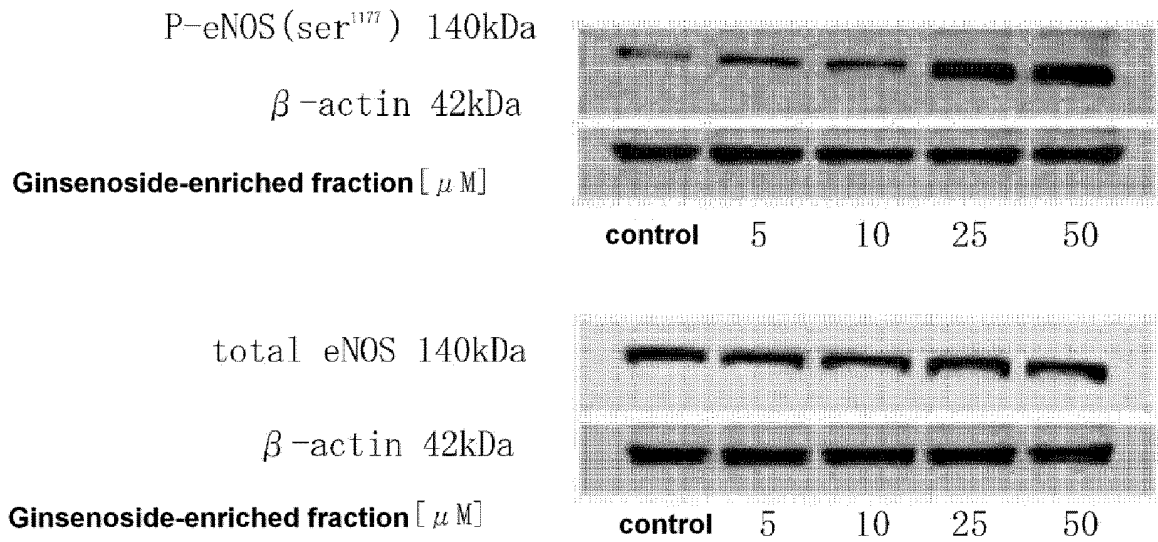 P-eNOS(ser¹¹⁷⁷) 140kDa
β-actin 42kDa
Ginsenoside-enriched fraction[μM]
control 5 10 25 50
total eNOS 140kDa
β-actin 42kDa
Ginsenoside-enriched fraction[μM]
control 5 10 25 50